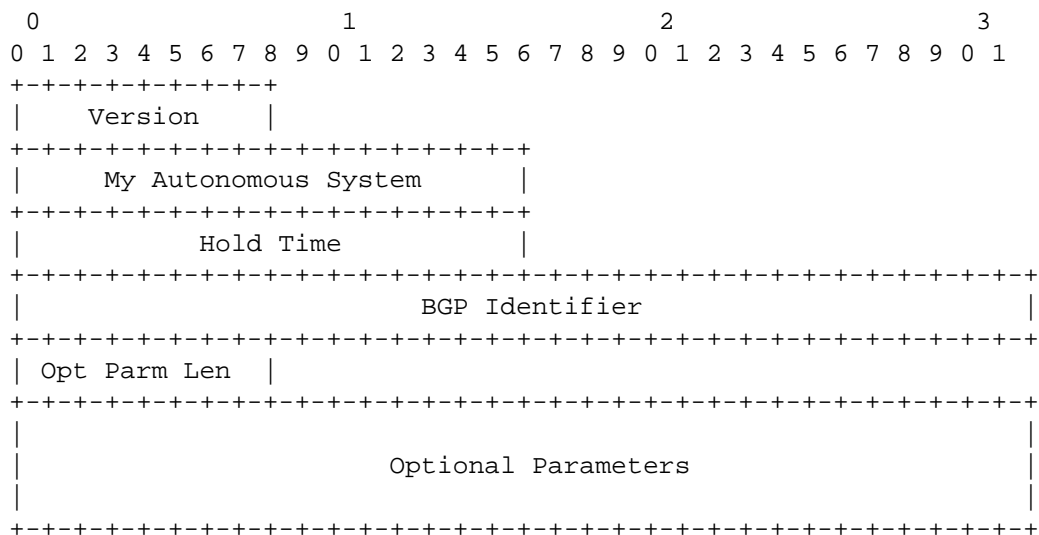 0                   1                   2                   3
0 1 2 3 4 5 6 7 8 9 0 1 2 3 4 5 6 7 8 9 0 1 2 3 4 5 6 7 8 9 0 1
+-+-+-+-+-+-+-+-+
|    Version    |
+-+-+-+-+-+-+-+-+-+-+-+-+-+-+-+-+
|     My Autonomous System      |
+-+-+-+-+-+-+-+-+-+-+-+-+-+-+-+-+
|           Hold Time           |
+-+-+-+-+-+-+-+-+-+-+-+-+-+-+-+-+-+-+-+-+-+-+-+-+-+-+-+-+-+-+-+-+
|                         BGP Identifier                        |
+-+-+-+-+-+-+-+-+-+-+-+-+-+-+-+-+-+-+-+-+-+-+-+-+-+-+-+-+-+-+-+-+
| Opt Parm Len  |
+-+-+-+-+-+-+-+-+-+-+-+-+-+-+-+-+-+-+-+-+-+-+-+-+-+-+-+-+-+-+-+-+
|                                                               |
|                       Optional Parameters                     |
|                                                               |
+-+-+-+-+-+-+-+-+-+-+-+-+-+-+-+-+-+-+-+-+-+-+-+-+-+-+-+-+-+-+-+-+